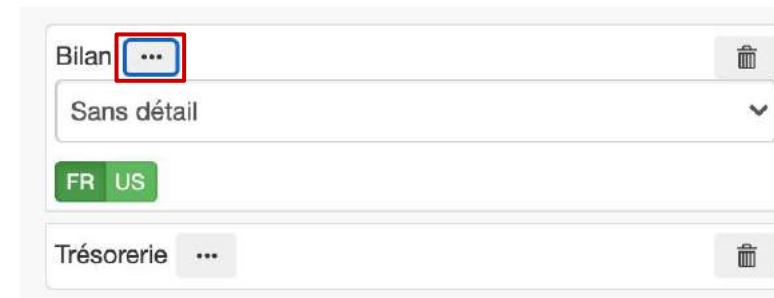 Bilan ...
Sans détail
FR US
Trésorerie ...